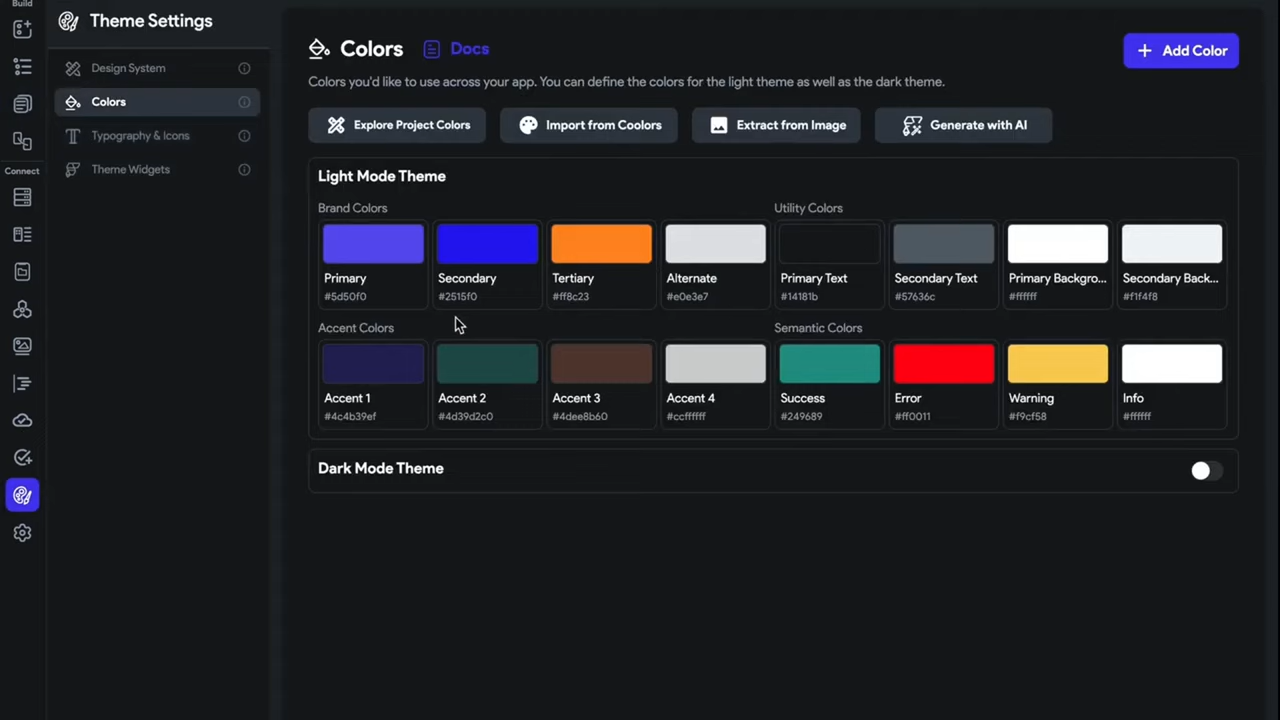 Build
Theme Settings
Design System
Colors
Typography & Icons
Connect
Theme Widgets
Colors
Docs
Add Color
Colors you'd like to use across your app. You can define the colors for the light theme as well as the dark theme.
Explore Project Colors
Import from Coolors
Extract from Image
Generate with AI
Light Mode Theme
Brand Colors
Utility Colors
Primary
Secondary
Tertiary
Alternate
Primary Text
Secondary Text
Primary Backgro...
Secondary Back...
#5d50f0
#2515f0
#ff8c23
#e0e3e7
#14181b
#57636c
#ffffff
#f1f4f8
Accent Colors
Semantic Colors
Accent 1
Accent 2
Accent 3
Accent 4
Success
Error
Warning
Info
#4c4b39ef
#4d39d2c0
#4dee8b60
#ccffffff
#249689
#ff0011
#f9cf58
#ffffff
Dark Mode Theme